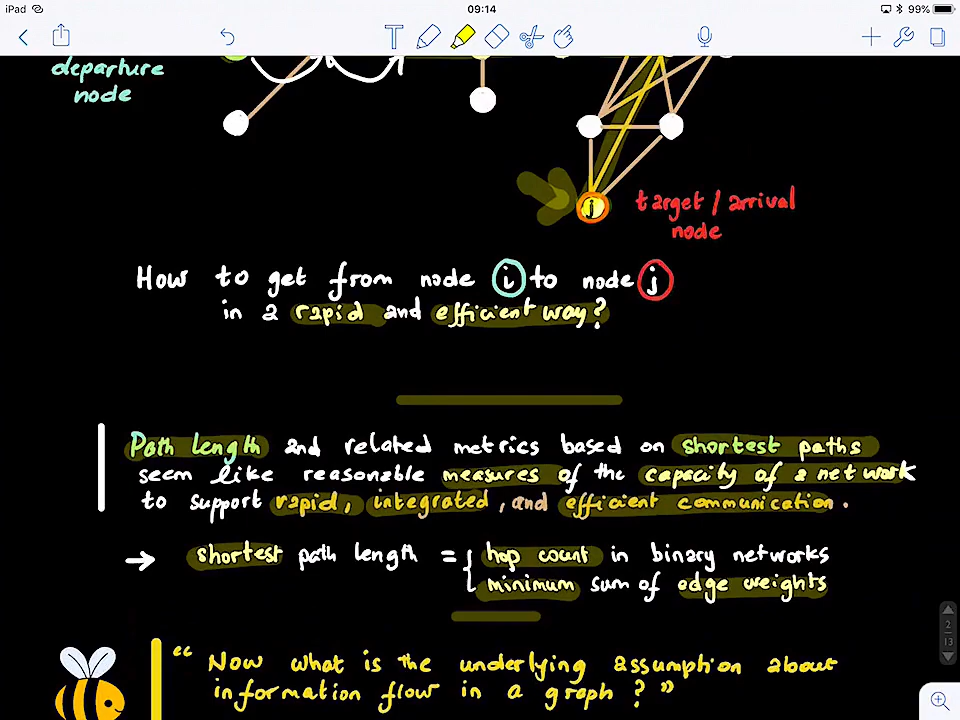 iPad
09:14
99%
T
departure
node
j
target / arrival
node
How to get from node i to node j
in a rapid and efficient way?
Path length and related metrics based on shortest paths
seem like reasonable measures of the capacity of a network
to support rapid, integrated, and efficient communication.
→ shortest path length = { hop count in binary networks
minimum sum of edge weights
2
13
“ Now what is the underlying assumption about
information flow in a graph ? ”